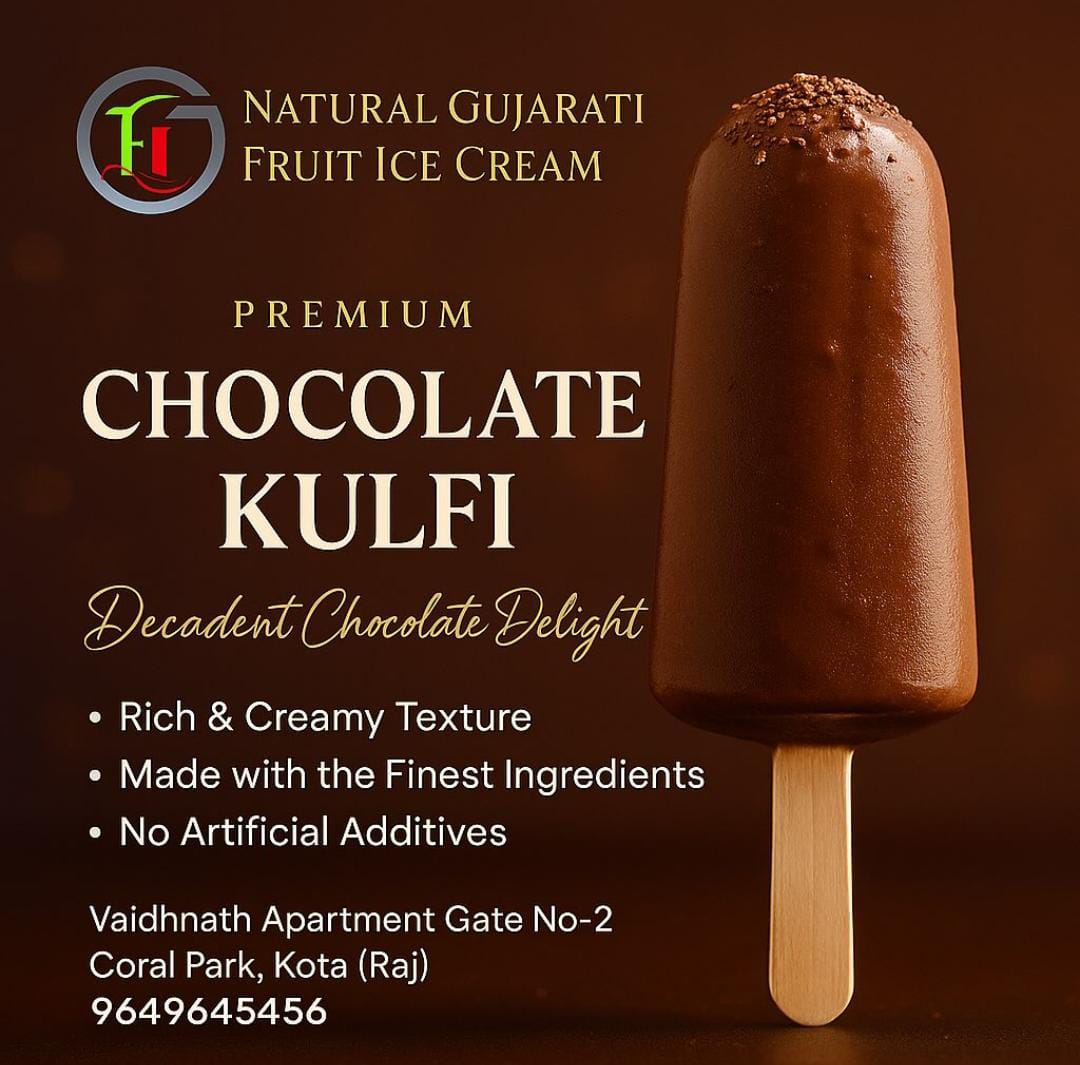 NATURAL GUJARATI
FRUIT ICE CREAM
PREMIUM
CHOCOLATE
KULFI
Decadent Chocolate Delight
• Rich & Creamy Texture
• Made with the Finest Ingredients
• No Artificial Additives
Vaidhnath Apartment Gate No-2
Coral Park, Kota (Raj)
9649645456